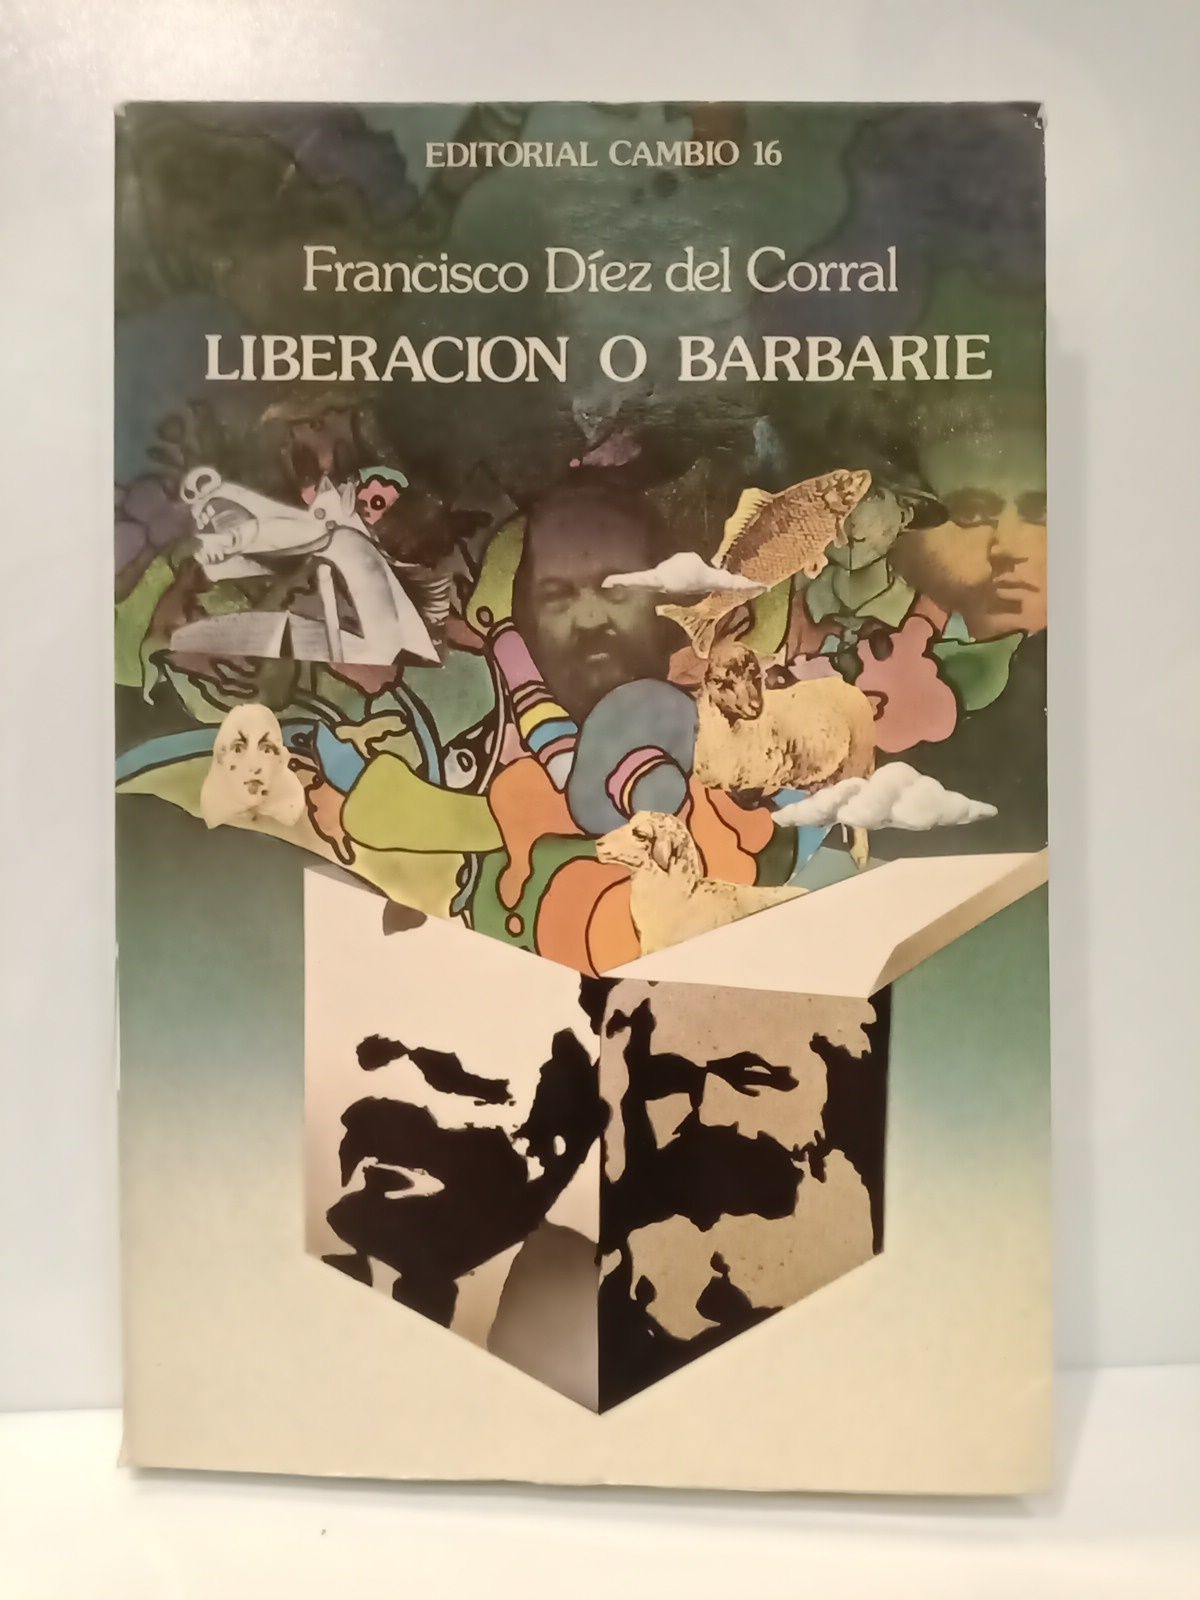 EDITORIAL CAMBIO 16
Francisco Díez del Corral
LIBERACION O BARBARIE